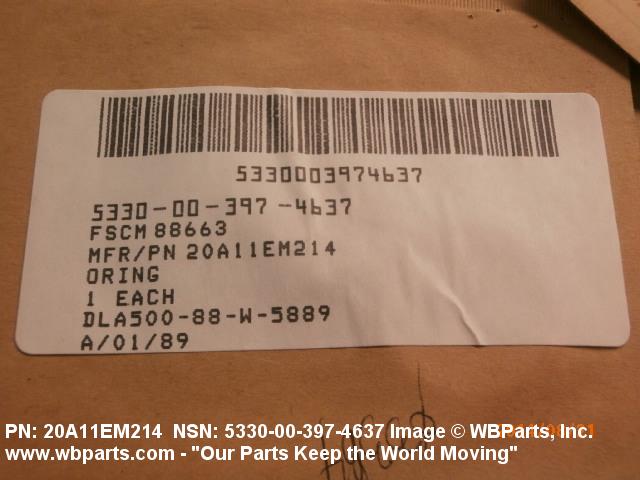 5330003974637
5330-00-397-4637
FSCM 88663
MFR/PN 20A11EM214
ORING
1 EACH
DLA500-88-W-5889
A/01/89
PN: 20A11EM214 NSN: 5330-00-397-4637 Image © WBParts, Inc.
www.wbparts.com - "Our Parts Keep the World Moving"